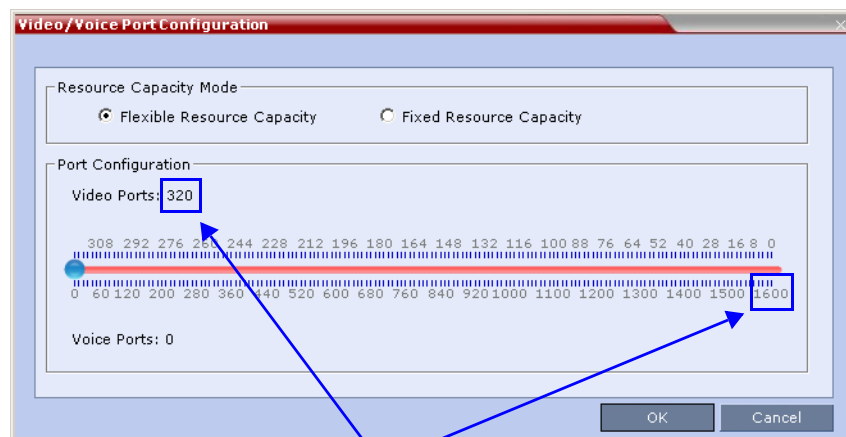 Video/Voice Port Configuration
Resource Capacity Mode
Flexible Resource Capacity Fixed Resource Capacity
Port Configuration
Video Ports: 320
308 292 276 260 244 228 212 196 180 164 148 132 116 100 88 76 64 52 40 28 16 8 0
0 60 120 200 280 360 440 520 600 680 760 840 920 1000 1100 1200 1300 1400 1500 1600
Voice Ports: 0
OK Cancel